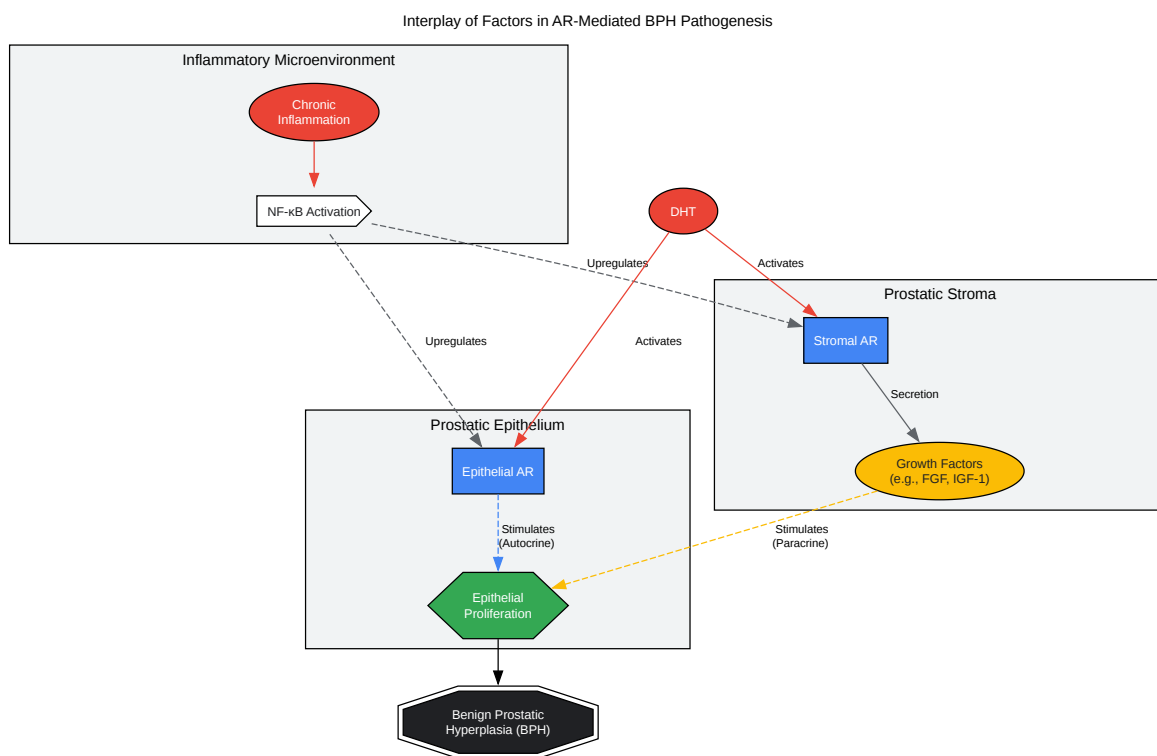 Interplay of Factors in AR-Mediated BPH Pathogenesis
Inflammatory Microenvironment
Chronic
Inflammation
NF-κB Activation
DHT
Upregulates
Activates
Prostatic Stroma
Stromal AR
Upregulates
Activates
Secretion
Prostatic Epithelium
Epithelial AR
Growth Factors
(e.g., FGF, IGF-1)
Stimulates
(Autocrine)
Stimulates
(Paracrine)
Epithelial
Proliferation
Benign Prostatic
Hyperplasia (BPH)